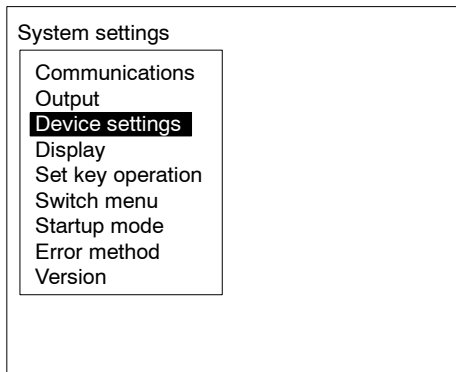 System settings
Communications
Output
Device settings
Display
Set key operation
Switch menu
Startup mode
Error method
Version